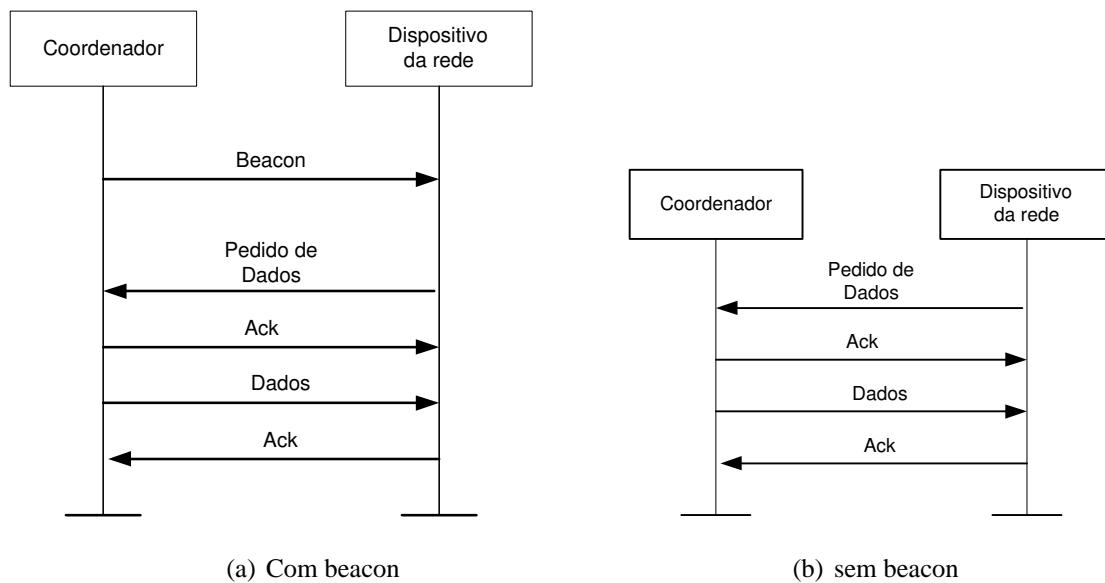 Coordenador
Dispositivo
da rede
Beacon
Pedido de
Dados
Ack
Dados
Ack
(a) Com beacon
Coordenador
Dispositivo
da rede
Pedido de
Dados
Ack
Dados
Ack
(b) sem beacon